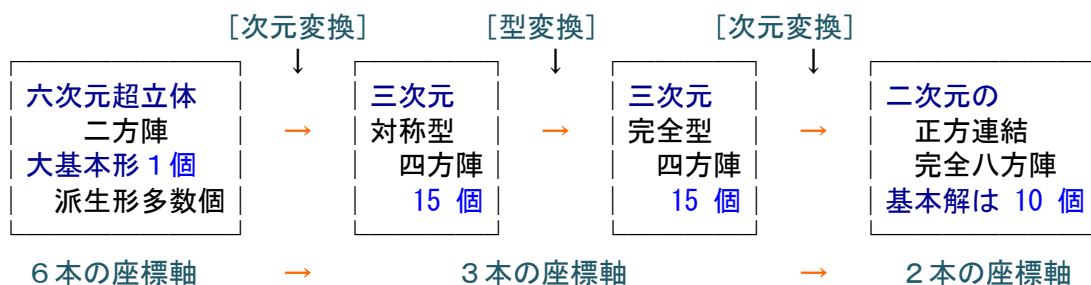 [次元変換] [型変換] [次元変換]
↓ ↓ ↓
六次元超立体 三次元 三次元 二次元の
二方陣 → 対称型 → 完全型 → 正方連結
大基本形1個 四方陣 四方陣 完全八方陣
派生形多数個 15 個 15 個 基本解は 10 個
6本の座標軸 → 3本の座標軸 → 2本の座標軸